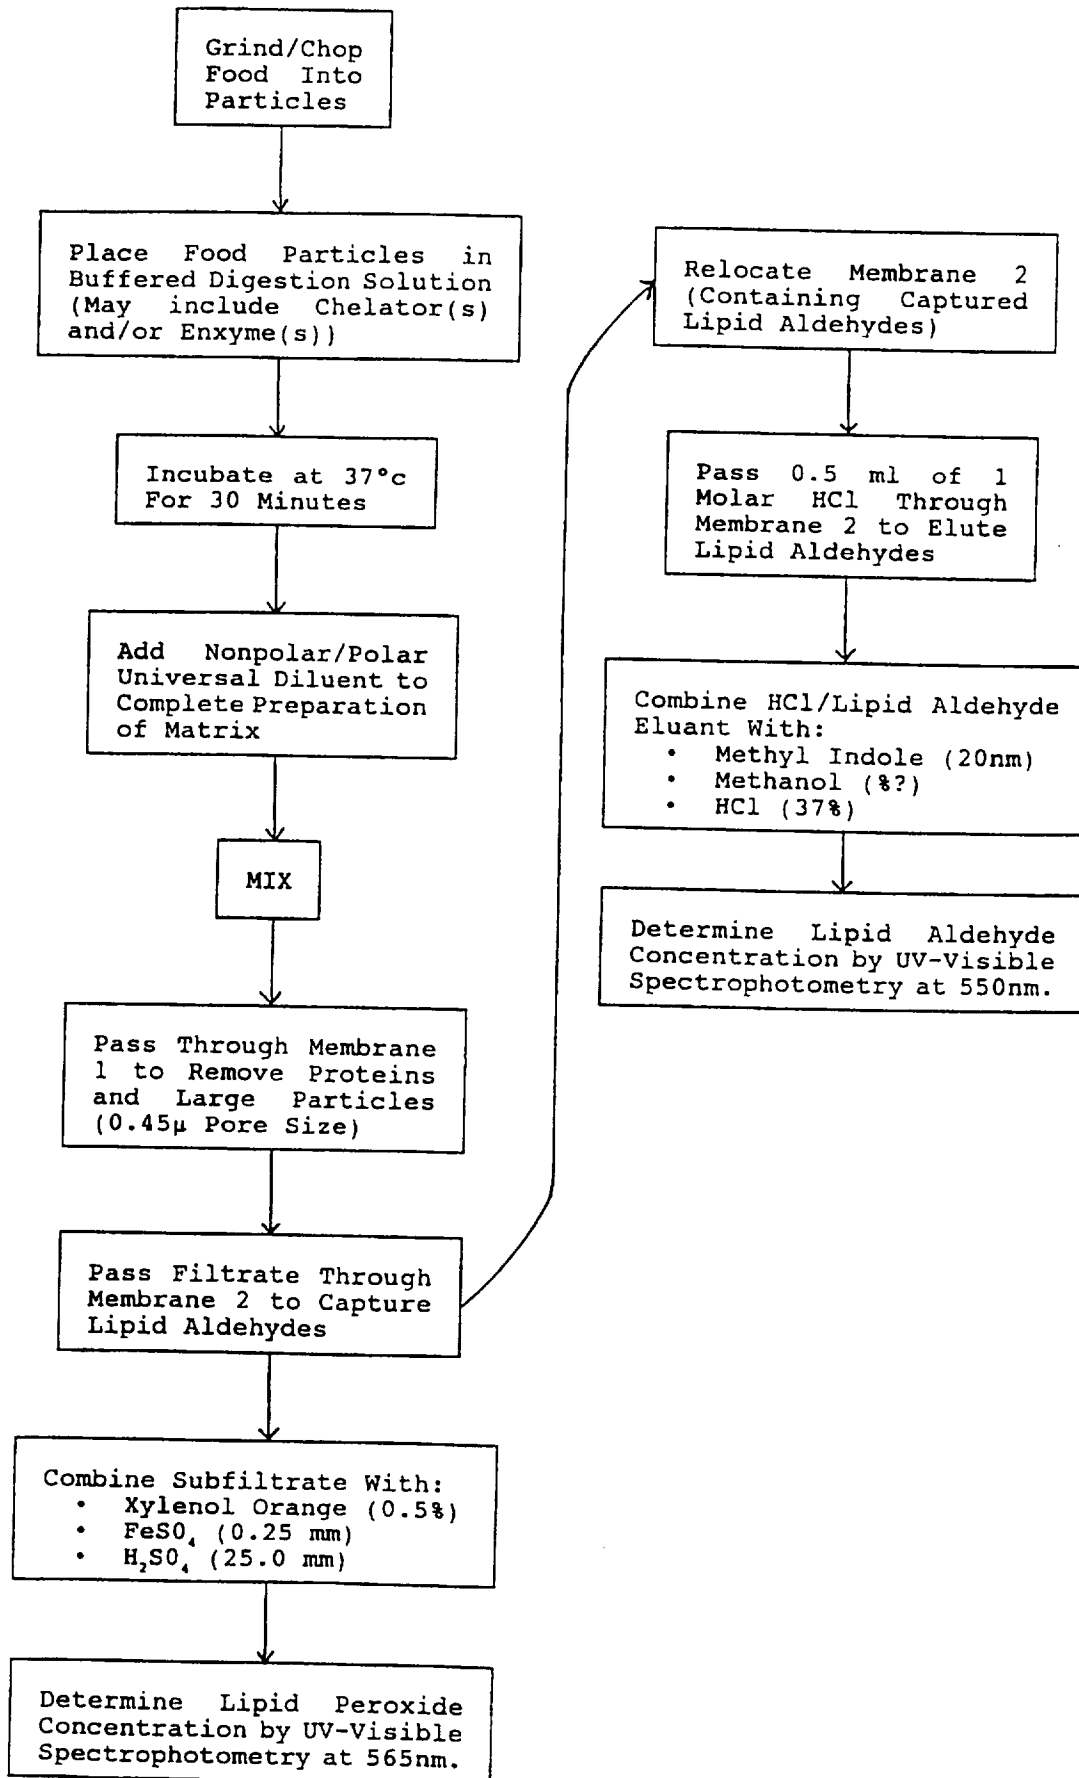 Grind/Chop
Food Into
Particles
Place Food Particles in
Buffered Digestion Solution
(May include Chelator(s)
and/or Enxyme(s))
Incubate at 37°c
For 30 Minutes
Add Nonpolar/Polar
Universal Diluent to
Complete Preparation
of Matrix
MIX
Pass Through Membrane
1 to Remove Proteins
and Large Particles
(0.45µ Pore Size)
Pass Filtrate Through
Membrane 2 to Capture
Lipid Aldehydes
Combine Subfiltrate With:
• Xylenol Orange (0.5%)
• FeSO₄ (0.25 mm)
• H₂SO₄ (25.0 mm)
Determine Lipid Peroxide
Concentration by UV-Visible
Spectrophotometry at 565nm.
Relocate Membrane 2
(Containing Captured
Lipid Aldehydes)
Pass 0.5 ml of 1
Molar HCl Through
Membrane 2 to Elute
Lipid Aldehydes
Combine HCl/Lipid Aldehyde
Eluant With:
• Methyl Indole (20nm)
• Methanol (%?)
• HCl (37%)
Determine Lipid Aldehyde
Concentration by UV-Visible
Spectrophotometry at 550nm.